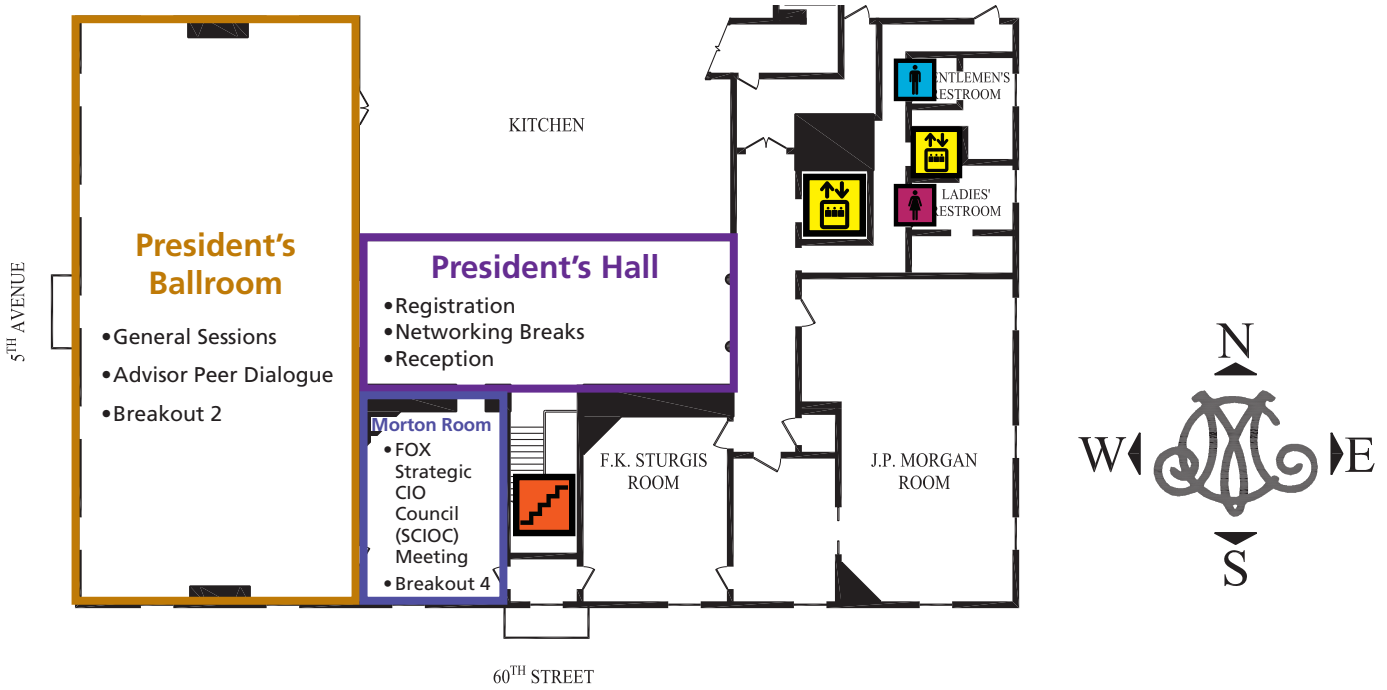 5TH AVENUE
President's
Ballroom
•General Sessions
•Advisor Peer Dialogue
•Breakout 2
KITCHEN
President's Hall
•Registration
•Networking Breaks
•Reception
Morton Room
•FOX
Strategic
CIO
Council
(SCIOC)
Meeting
•Breakout 4
F.K. STURGIS
ROOM
J.P. MORGAN
ROOM
ENTLEMEN'S
RESTROOM
LADIES'
RESTROOM
60TH STREET
N
W
E
S